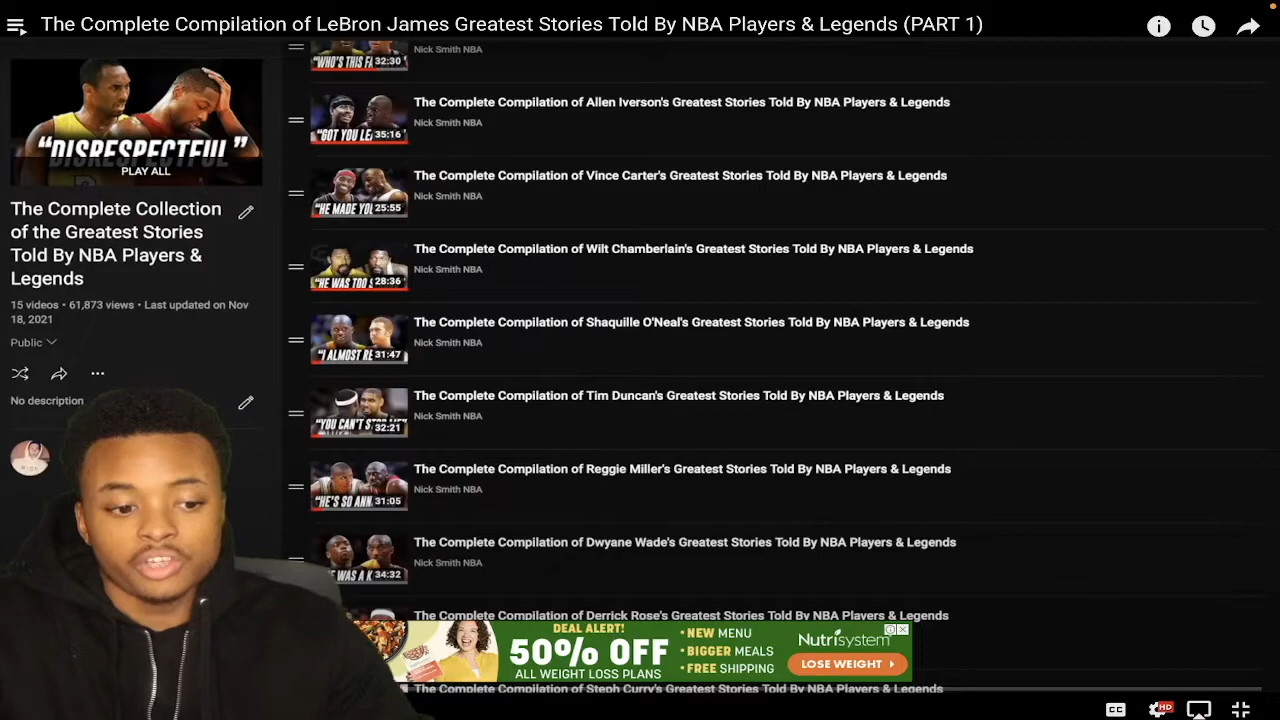 The Complete Compilation of LeBron James Greatest Stories Told By NBA Players & Legends (PART 1)
"DISRESPECTFUL"
PLAY ALL
The Complete Collection
of the Greatest Stories
Told By NBA Players &
Legends
15 videos • 61,873 views • Last updated on Nov
18, 2021
Public
No description
Nick Smith NBA
"WHO'S THIS
32:30
The Complete Compilation of Allen Iverson's Greatest Stories Told By NBA Players & Legends
Nick Smith NBA
"GOT YOU
35:16
The Complete Compilation of Vince Carter's Greatest Stories Told By NBA Players & Legends
Nick Smith NBA
"HE MADE
25:55
The Complete Compilation of Wilt Chamberlain's Greatest Stories Told By NBA Players & Legends
Nick Smith NBA
"HE WAS TOO
28:36
The Complete Compilation of Shaquille O'Neal's Greatest Stories Told By NBA Players & Legends
Nick Smith NBA
"I ALMOST
31:47
The Complete Compilation of Tim Duncan's Greatest Stories Told By NBA Players & Legends
Nick Smith NBA
"YOU CAN'T
32:21
The Complete Compilation of Reggie Miller's Greatest Stories Told By NBA Players & Legends
Nick Smith NBA
"HE'S SO
31:05
The Complete Compilation of Dwyane Wade's Greatest Stories Told By NBA Players & Legends
Nick Smith NBA
WAS A
34:32
The Complete Compilation of Derrick Rose's Greatest Stories Told By NBA Players & Legends
DEAL ALERT!
50% OFF
ALL WEIGHT LOSS PLANS
• NEW MENU
• BIGGER MEALS
• FREE SHIPPING
Nutrisystem
LOSE WEIGHT
The Complete Compilation of Steph Curry's Greatest Stories Told By NBA Players & Legends
CC
HD